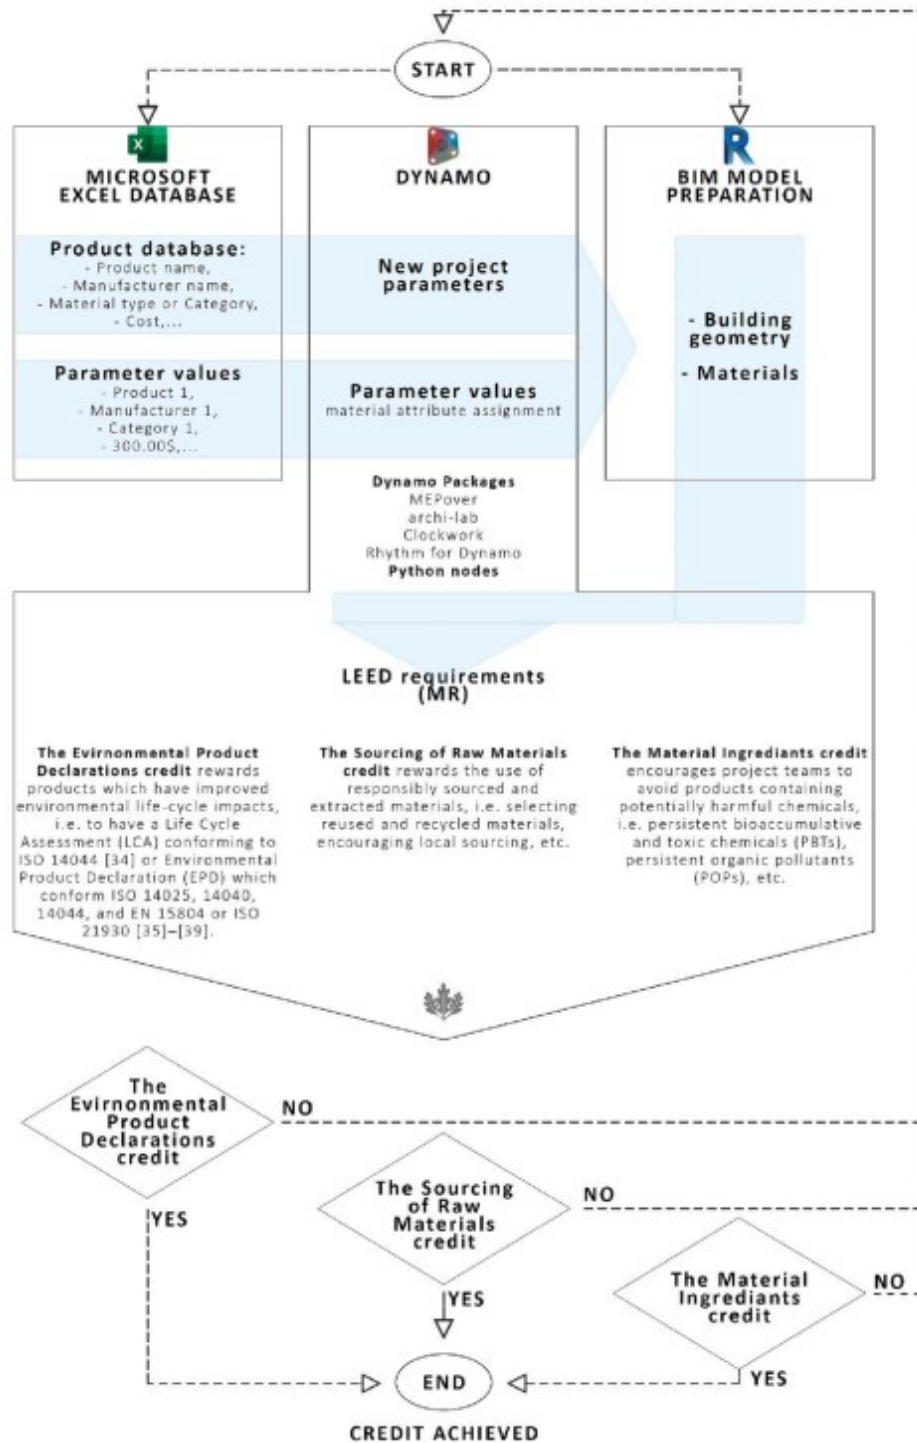 START
MICROSOFT
EXCEL DATABASE
Product database:
- Product name,
- Manufacturer name,
- Material type or Category,
- Cost,...
Parameter values
- Product 1,
- Manufacturer 1,
- Category 1,
- 300.00$,...
DYNAMO
New project
parameters
Parameter values
material attribute assignment
Dynamo Packages
MEPover
archi-lab
Clockwork
Rhythm for Dynamo
Python nodes
R
BIM MODEL
PREPARATION
- Building
geometry
- Materials
LEED requirements
(MR)
The Evirnonmental Product
Declarations credit rewards
products which have improved
environmental life-cycle impacts,
i.e. to have a Life Cycle
Assessment (LCA) conforming to
ISO 14044 [34] or Environmental
Product Declaration (EPD) which
conform ISO 14025, 14040,
14044, and EN 15804 or ISO
21930 [35]–[39].
The Sourcing of Raw Materials
credit rewards the use of
responsibly sourced and
extracted materials, i.e. selecting
reused and recycled materials,
encouraging local sourcing, etc.
The Material Ingrediants credit
encourages project teams to
avoid products containing
potentially harmful chemicals,
i.e. persistent bioaccumulative
and toxic chemicals (PBTs),
persistent organic pollutants
(POPs), etc.
The
Evirnonmental
Product
Declarations
credit
NO
YES
The Sourcing
of Raw
Materials
credit
NO
YES
The Material
Ingrediants
credit
NO
YES
END
CREDIT ACHIEVED